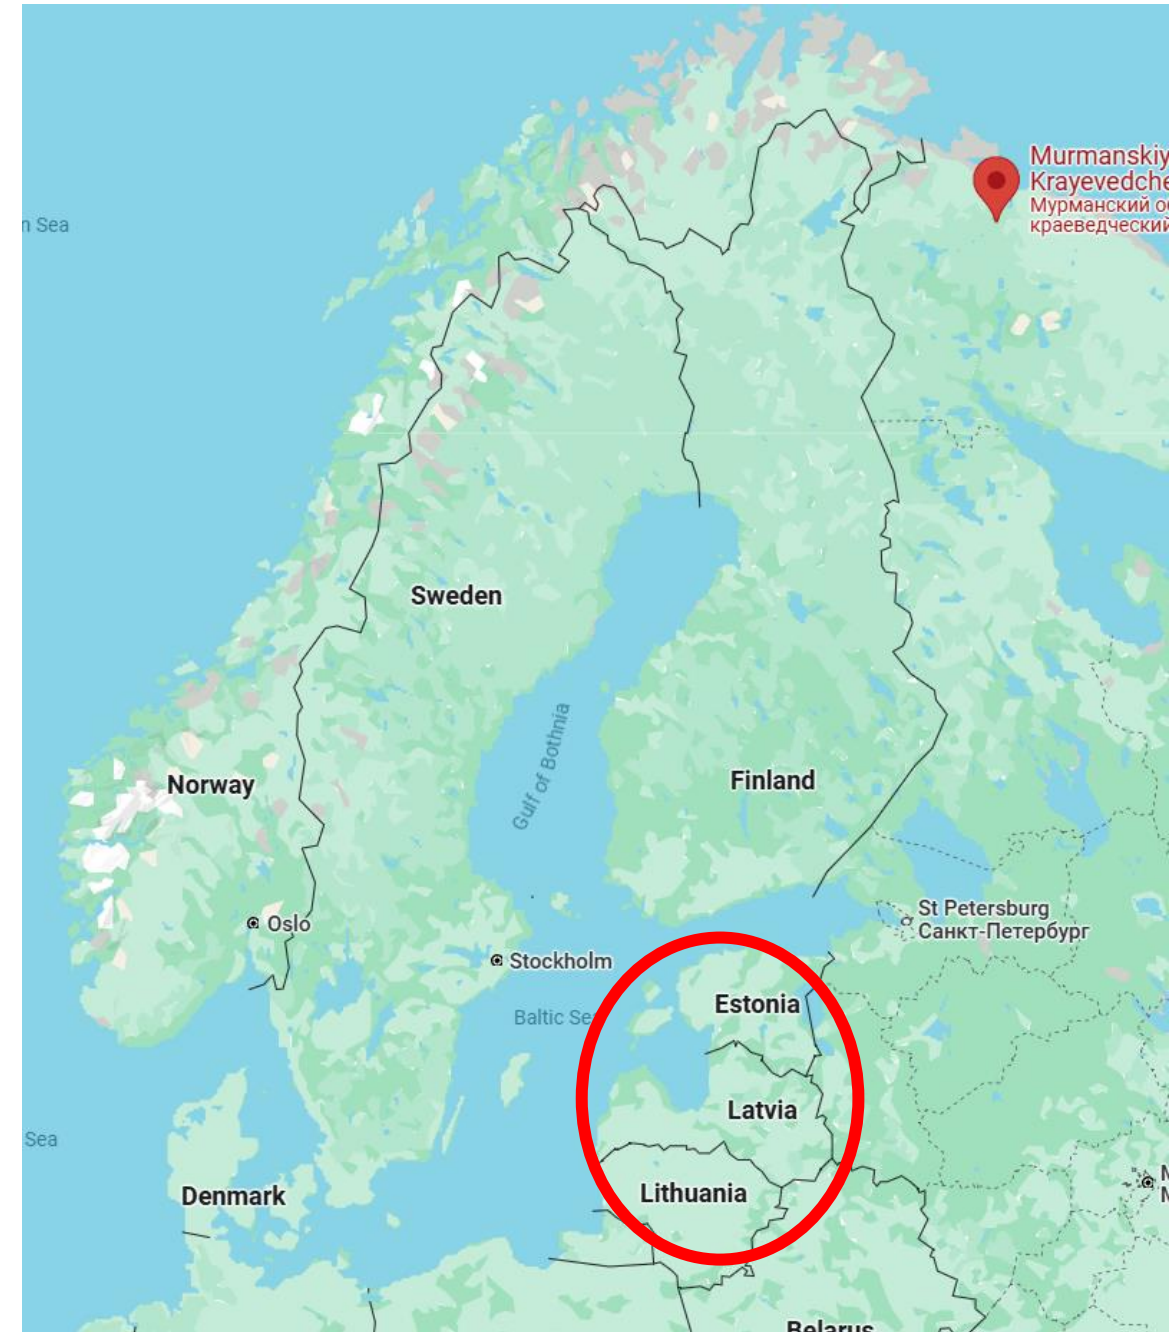 Murmanskiy
Krayevedche
Мурманский о
краеведческий
n Sea
Sweden
Gulf of Bothnia
Norway
Finland
Oslo
St Petersburg
Санкт-Петербург
Stockholm
Estonia
Baltic Se
Latvia
Sea
Lithuania
Denmark
M
M
Belarus